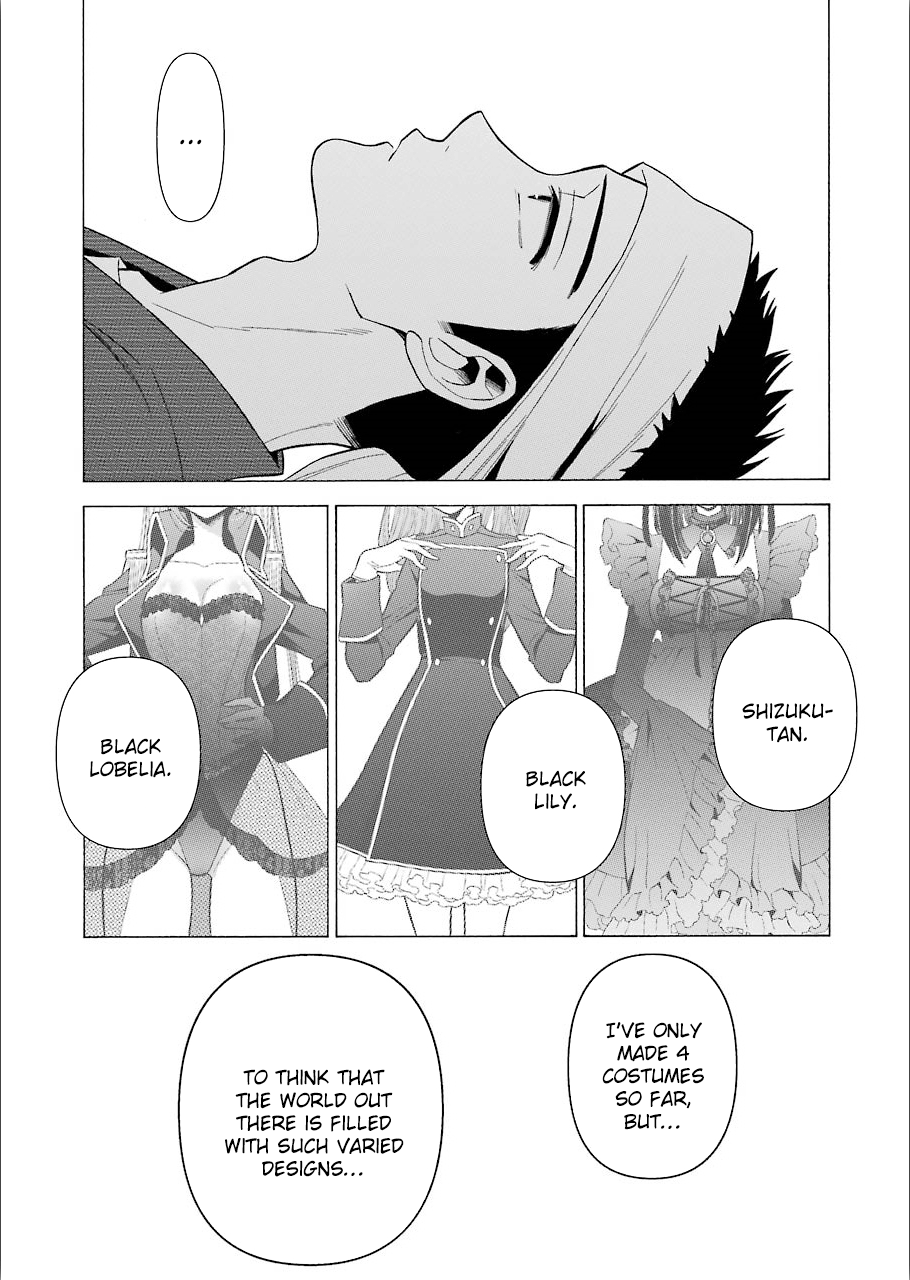 ...
SHIZUKU-
TAN.
BLACK
LILY.
BLACK
LOBELIA.
I'VE ONLY
MADE 4
COSTUMES
SO FAR,
BUT...
TO THINK THAT
THE WORLD OUT
THERE IS FILLED
WITH SUCH VARIED
DESIGNS...